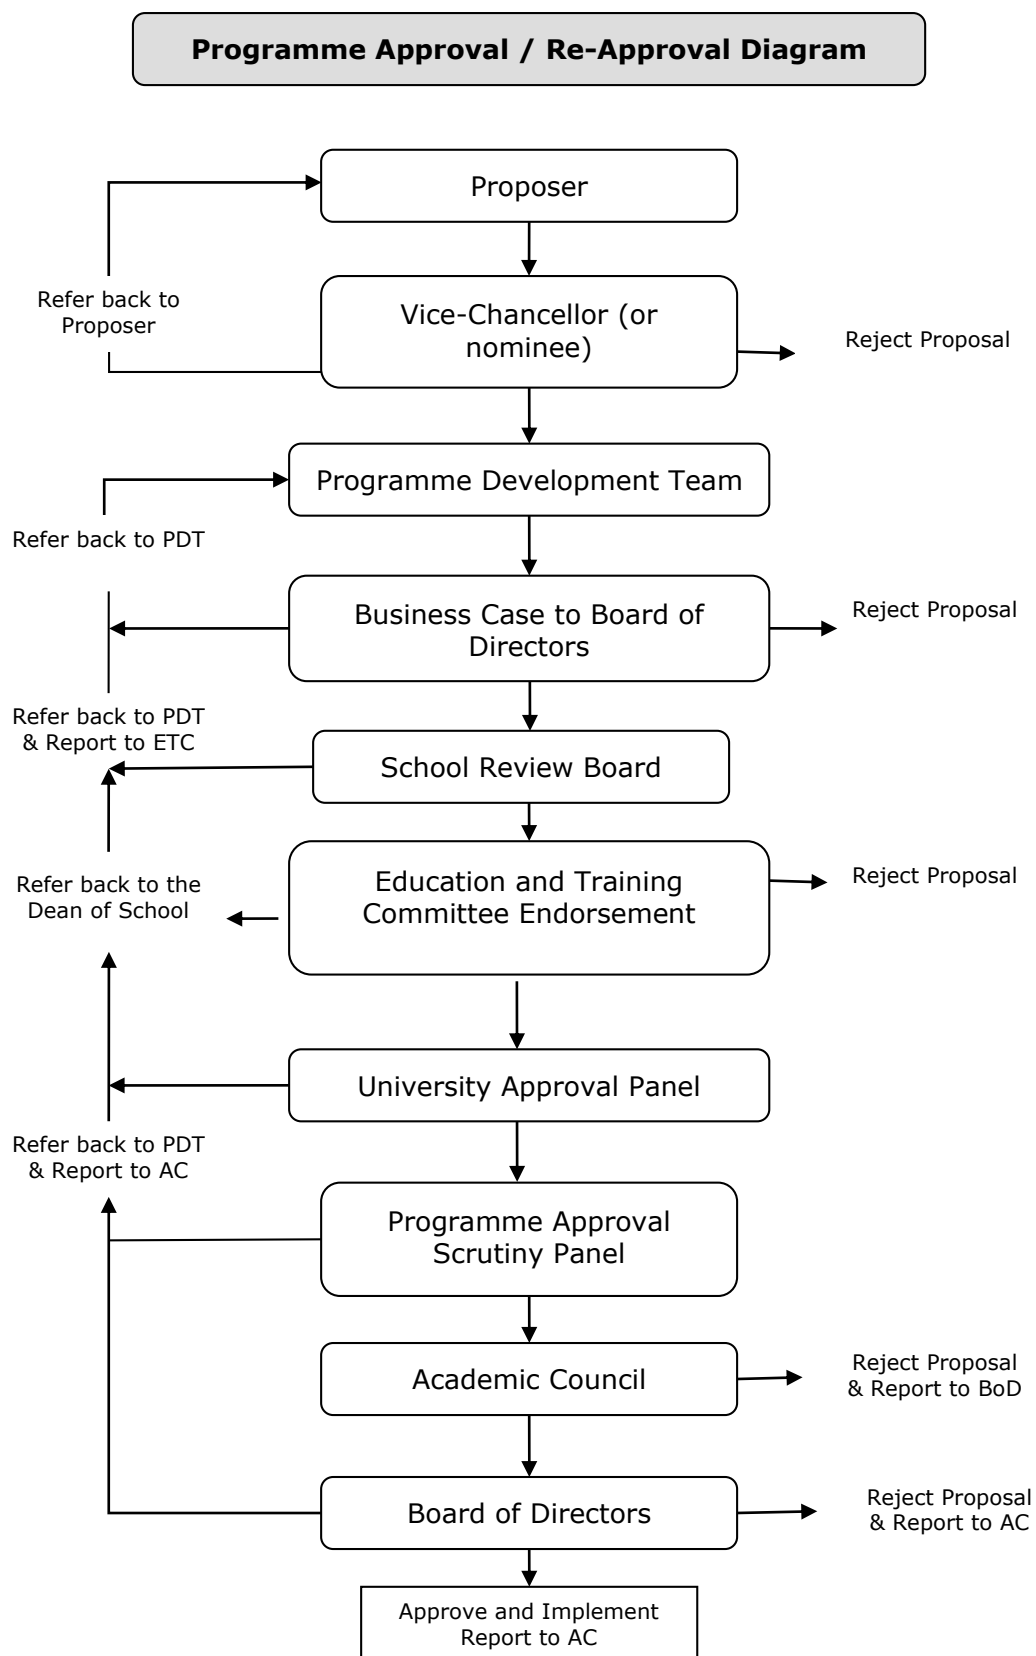 Programme Approval / Re-Approval Diagram
Proposer
Refer back to
Proposer
Vice-Chancellor (or
nominee)
Reject Proposal
Programme Development Team
Refer back to PDT
Business Case to Board of
Directors
Reject Proposal
Refer back to PDT
& Report to ETC
School Review Board
Refer back to the
Dean of School
Education and Training
Committee Endorsement
Reject Proposal
University Approval Panel
Refer back to PDT
& Report to AC
Programme Approval
Scrutiny Panel
Academic Council
Reject Proposal
& Report to BoD
Board of Directors
Reject Proposal
& Report to AC
Approve and Implement
Report to AC